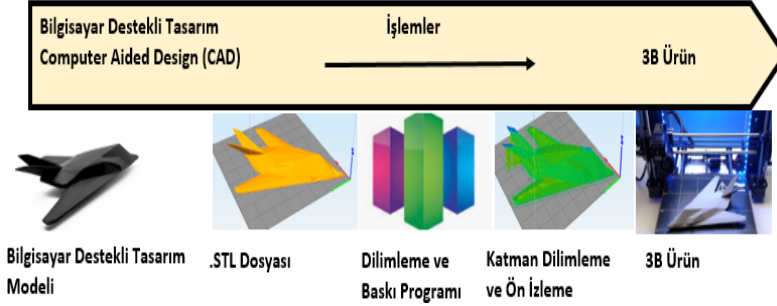 Bilgisayar Destekli Tasarım
Computer Aided Design (CAD)
İşlemler
3B Ürün
Bilgisayar Destekli Tasarım
Modeli
.STL Dosyası
Dilimleme ve
Baskı Programı
Katman Dilimleme
ve Ön İzleme
3B Ürün